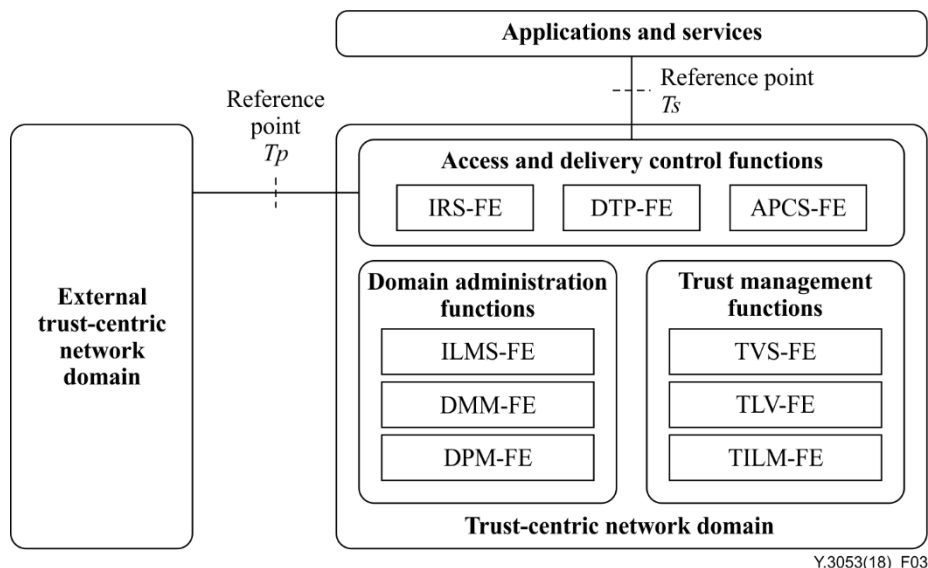 Applications and services
Reference point
Ts
Reference
point
Tp
External
trust-centric
network
domain
Access and delivery control functions
IRS-FE
DTP-FE
APCS-FE
Domain administration
functions
ILMS-FE
DMM-FE
DPM-FE
Trust management
functions
TVS-FE
TLV-FE
TILM-FE
Trust-centric network domain
Y.3053(18)_F03